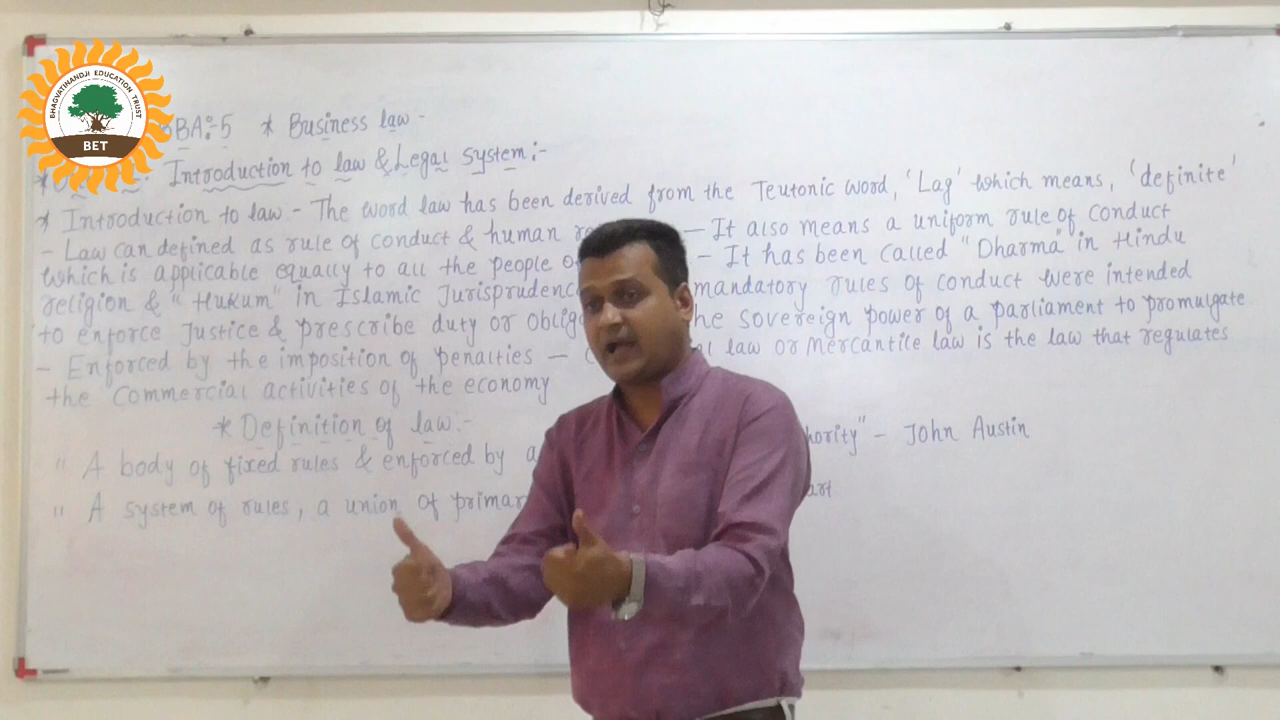 BHAGVATINANDJI EDUCATION TRUST
BET
BBA:-5 * Business law -
* Introduction to law & Legal system:-
* Introduction to law - The word law has been derived from the Teutonic word, 'Lag' which means, 'definite'
- Law can defined as rule of conduct & human — It also means a uniform rule of conduct
which is applicable equally to all the people - It has been called "Dharma" in Hindu
religion & "Hukum" in Islamic mandatory rules of conduct were intended
to enforce Justice & prescribe duty or sovereign power of a parliament to promulgate
- Enforced by the imposition of penalties — law or Mercantile law is the law that regulates
the commercial activities of the economy
* Definition of law.-
" A body of fixed rules & enforced by - John Austin
" A system of rules, a union of